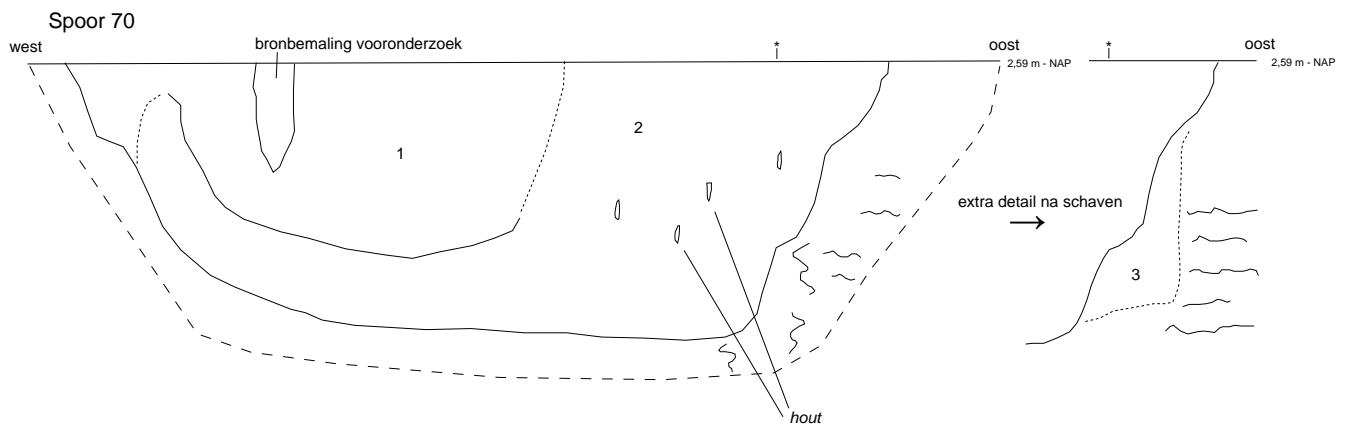 Spoor 70
west
bronbemaling vooronderzoek
*
oost
2,59 m - NAP
*
oost
2,59 m - NAP
1
2
extra detail na schaven
→
3
hout